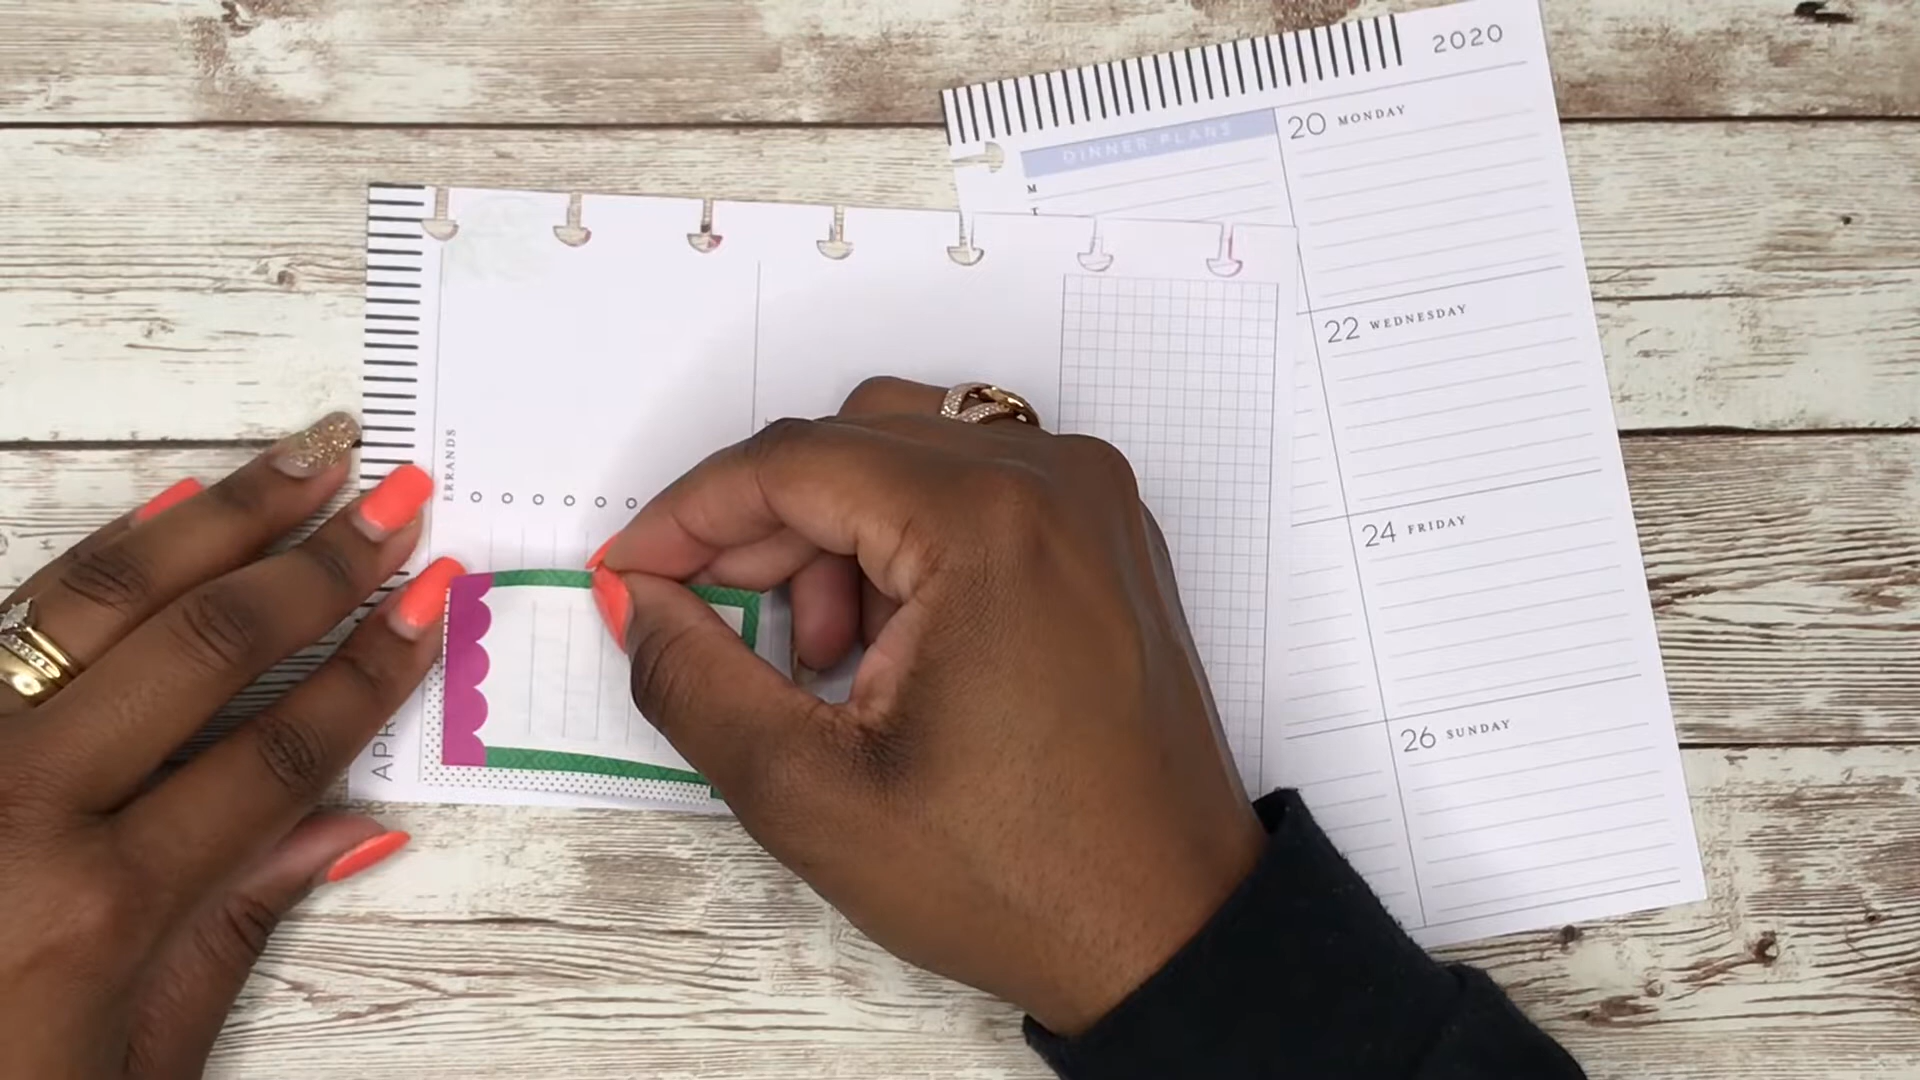 2020
DINNER PLANS
M
T
20 MONDAY
22 WEDNESDAY
24 FRIDAY
26 SUNDAY
ERRANDS
APR